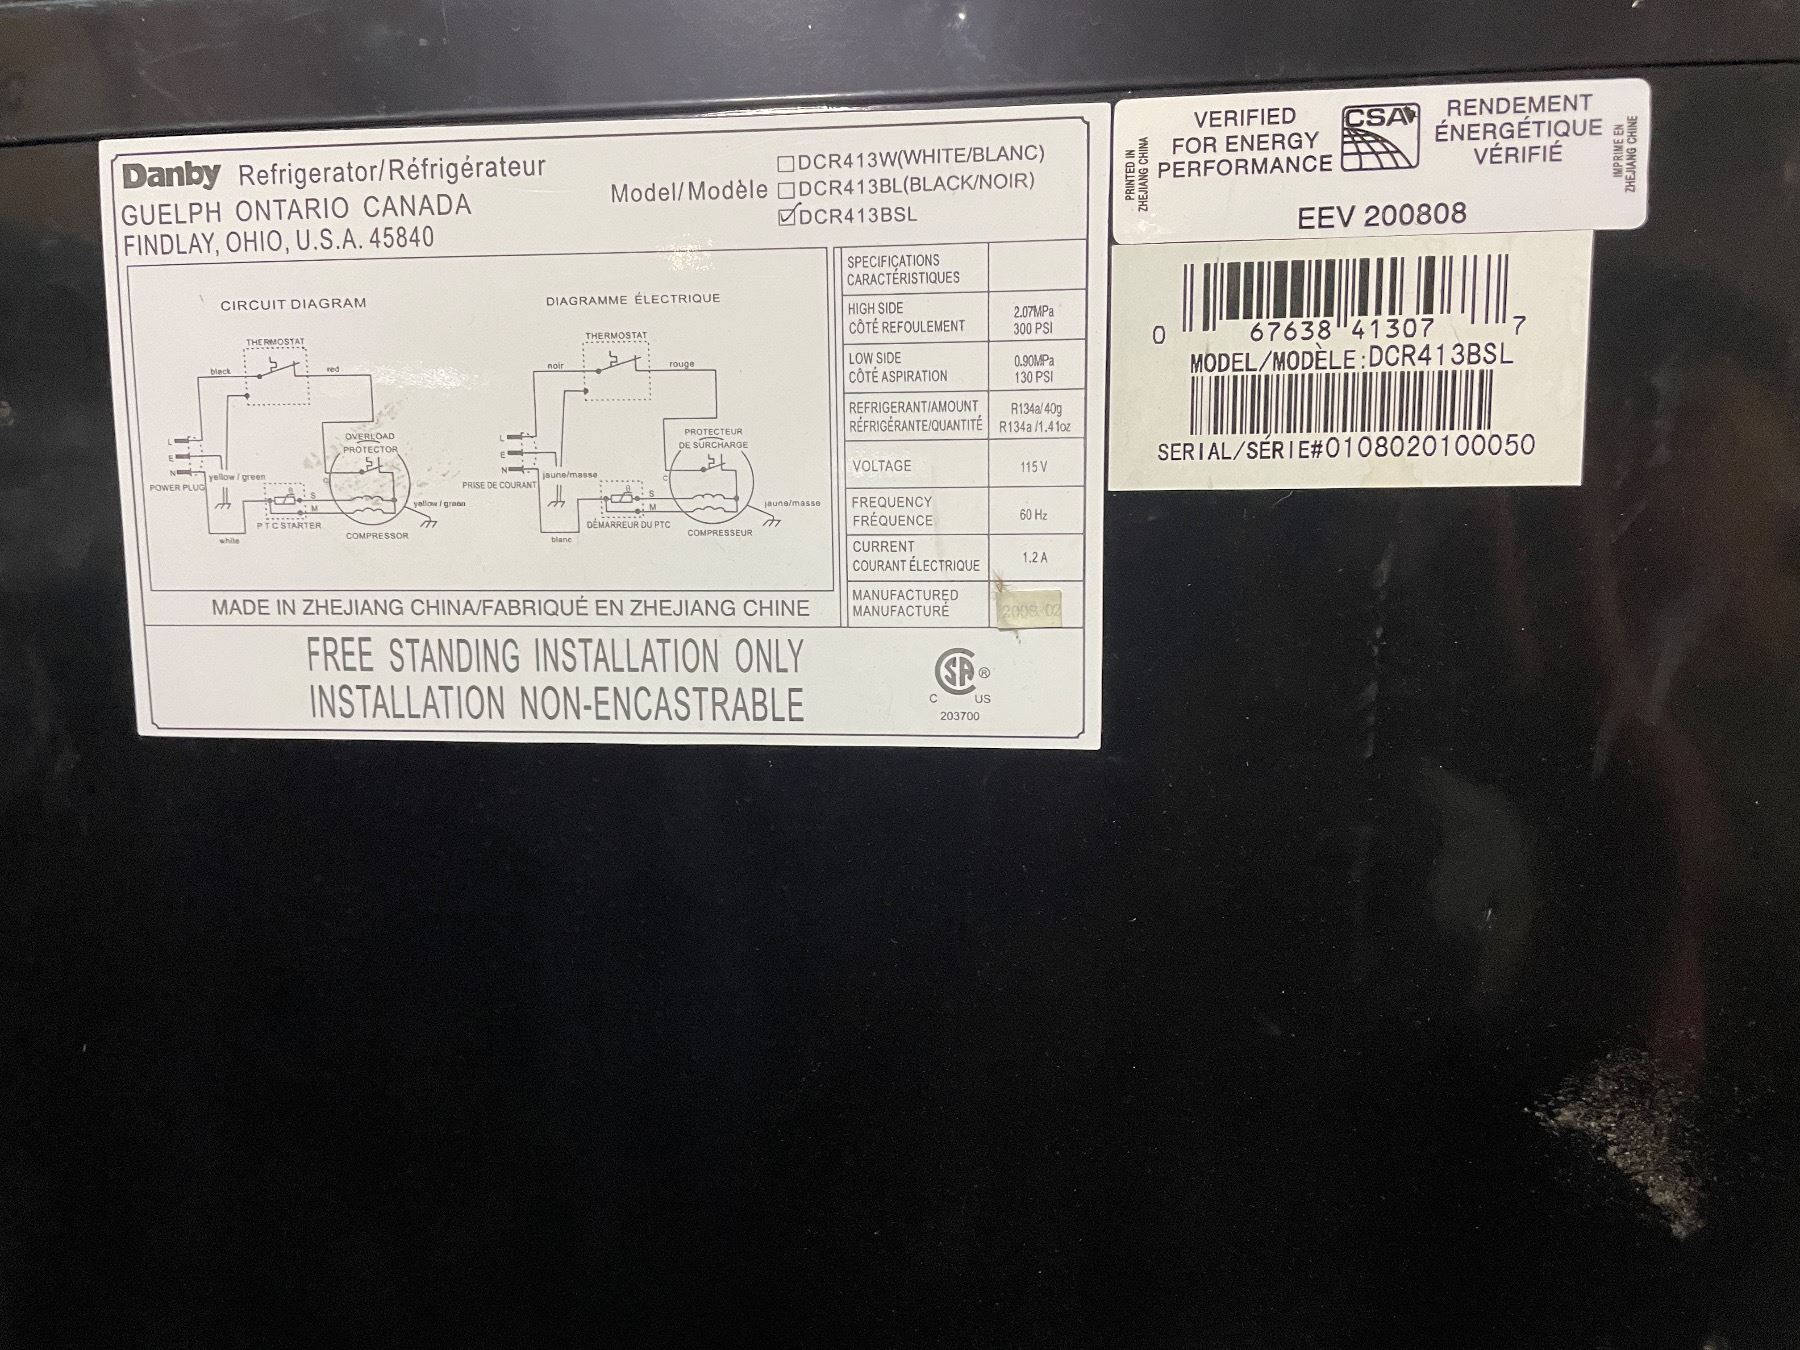 Danby Refrigerator/Réfrigérateur
GUELPH ONTARIO CANADA
FINDLAY, OHIO, U.S.A. 45840
Model/Modèle
□DCR413W(WHITE/BLANC)
□DCR413BL(BLACK/NOIR)
☑DCR413BSL
CIRCUIT DIAGRAM
THERMOSTAT
black
red
L
E
N
POWER PLUG
yellow / green
OVERLOAD
PROTECTOR
C
S
M
PTC STARTER
white
COMPRESSOR
yellow / green
DIAGRAMME ÉLECTRIQUE
THERMOSTAT
noir
rouge
L
E
N
PRISE DE COURANT
jaune/masse
PROTECTEUR
DE SURCHARGE
C
S
M
DÉMARREUR DU PTC
blanc
COMPRESSEUR
jauna/masse
SPECIFICATIONS
CARACTÉRISTIQUES
HIGH SIDE 2.07MPa
CÔTÉ REFOULEMENT 300 PSI
LOW SIDE 0.90MPa
CÔTÉ ASPIRATION 130 PSI
REFRIGERANT/AMOUNT R134a/40g
RÉFRIGÉRANTE/QUANTITÉ R134a /1.41oz
VOLTAGE 115 V
FREQUENCY
FRÉQUENCE 60 Hz
CURRENT
COURANT ÉLECTRIQUE 1.2 A
MANUFACTURED
MANUFACTURÉ 2008-02
MADE IN ZHEJIANG CHINA/FABRIQUÉ EN ZHEJIANG CHINE
FREE STANDING INSTALLATION ONLY
INSTALLATION NON-ENCASTRABLE
SA ®
C US
203700
PRINTED IN
ZHEJIANG CHINA
VERIFIED
FOR ENERGY
PERFORMANCE
CSA
RENDEMENT
ÉNERGÉTIQUE
VÉRIFIÉ
IMPRIME EN
ZHEJIANG CHINE
EEV 200808
0 67638 41307 7
MODEL/MODÈLE:DCR413BSL
SERIAL/SÉRIE#0108020100050